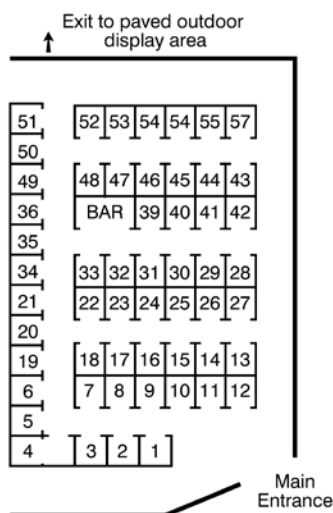 Exit to paved outdoor
display area
51 52 53 54 54 55 57
50
49 48 47 46 45 44 43
36 BAR 39 40 41 42
35
34 33 32 31 30 29 28
21 22 23 24 25 26 27
20
19 18 17 16 15 14 13
6 7 8 9 10 11 12
5
4 3 2 1
Main
Entrance